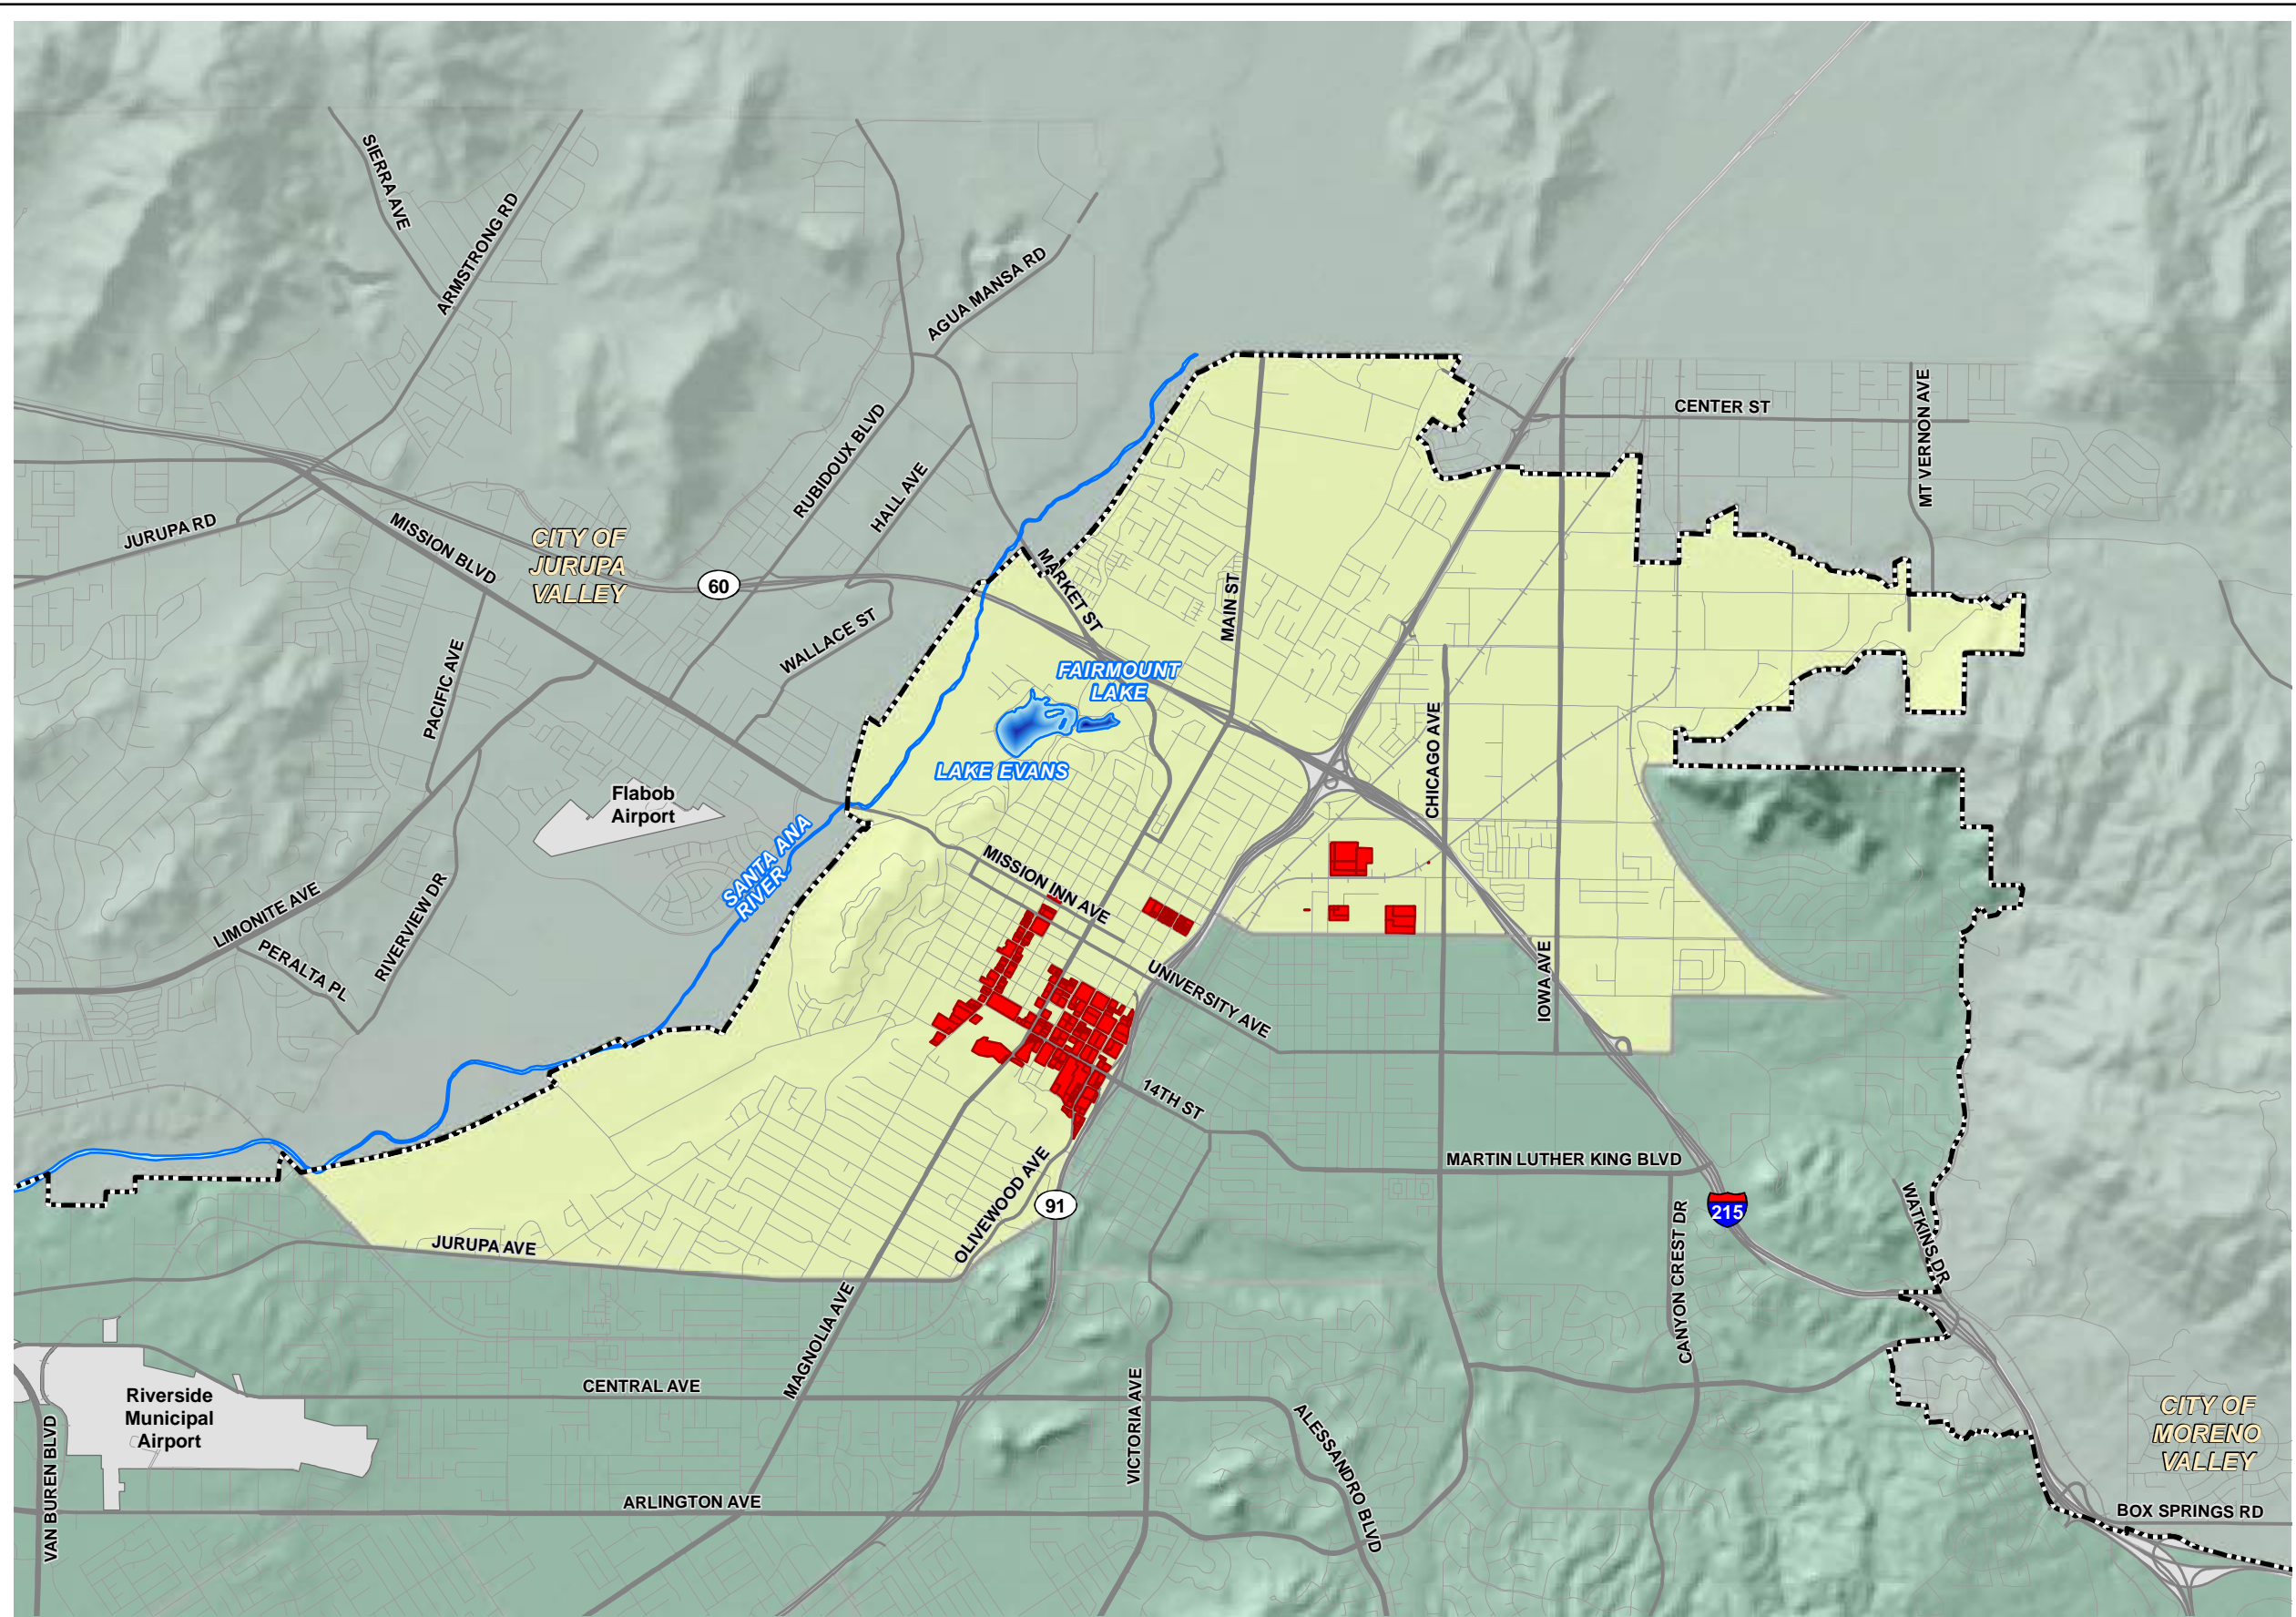 SIERRA AVE
ARMSTRONG RD
AGUA MANSA RD
CENTER ST
MT VERNON AVE
RUBIDOUX BLVD
HALL AVE
JURUPA RD
MISSION BLVD
CITY OF
JURUPA
VALLEY
60
MARKET ST
MAIN ST
WALLACE ST
PACIFIC AVE
FAIRMOUNT
LAKE
LAKE EVANS
CHICAGO AVE
Flabob
Airport
SANTA ANA
RIVER
MISSION INN AVE
LIMONITE AVE
RIVERVIEW DR
PERALTA PL
UNIVERSITY AVE
IOWA AVE
14TH ST
MARTIN LUTHER KING BLVD
OLIVEWOOD AVE
91
215
WATKINS DR
CANYON CREST DR
JURUPA AVE
MAGNOLIA AVE
CENTRAL AVE
Riverside
Municipal
Airport
VAN BUREN BLVD
VICTORIA AVE
ALESSANDRO BLVD
CITY OF
MORENO
VALLEY
ARLINGTON AVE
BOX SPRINGS RD